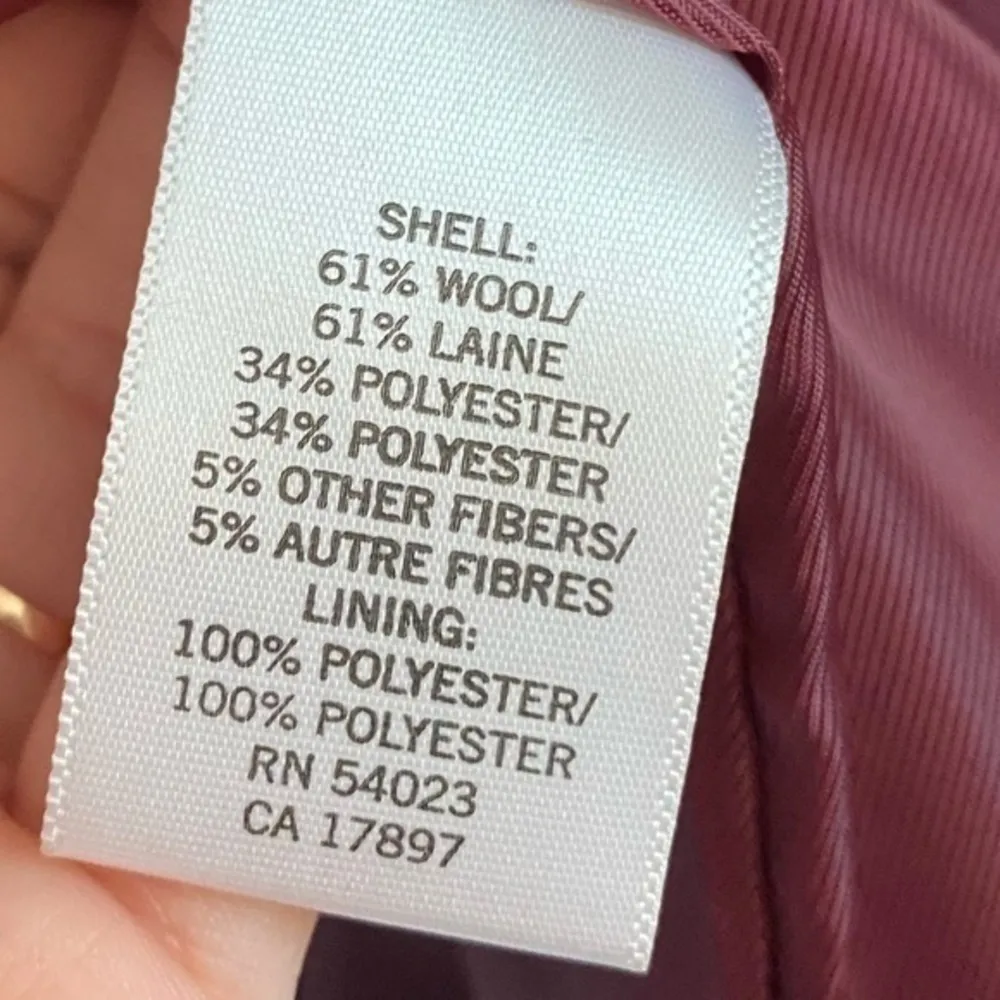 SHELL:
61% WOOL/
61% LAINE
34% POLYESTER/
34% POLYESTER
5% OTHER FIBERS/
5% AUTRE FIBRES
LINING:
100% POLYESTER/
100% POLYESTER
RN 54023
CA 17897